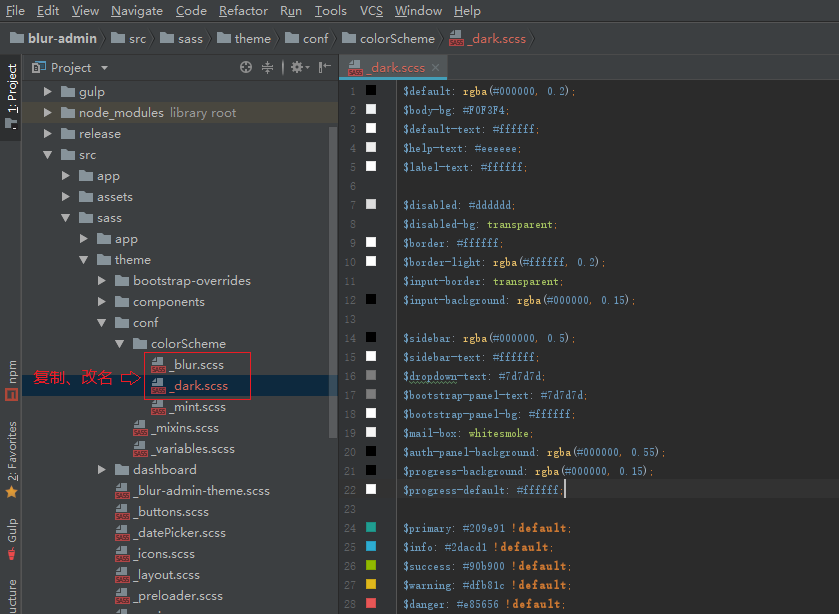 File Edit View Navigate Code Refactor Run Tools VCS Window Help
blur-admin src sass theme conf colorScheme _dark.scss
1: Project
npm
2: Favorites
Gulp
ucture
Project
gulp
node_modules library root
release
src
app
assets
sass
app
theme
bootstrap-overrides
components
conf
colorScheme
_blur.scss
复制、改名
_dark.scss
_mint.scss
_mixins.scss
_variables.scss
dashboard
_blur-admin-theme.scss
_buttons.scss
_datePicker.scss
_icons.scss
_layout.scss
_preloader.scss
_dark.scss
1 $default: rgba(#000000, 0.2);
2 $body-bg: #F0F3F4;
3 $default-text: #ffffff;
4 $help-text: #eeeeee;
5 $label-text: #ffffff;
6
7 $disabled: #dddddd;
8 $disabled-bg: transparent;
9 $border: #ffffff;
10 $border-light: rgba(#ffffff, 0.2);
11 $input-border: transparent;
12 $input-background: rgba(#000000, 0.15);
13
14 $sidebar: rgba(#000000, 0.5);
15 $sidebar-text: #ffffff;
16 $dropdown-text: #7d7d7d;
17 $bootstrap-panel-text: #7d7d7d;
18 $bootstrap-panel-bg: #ffffff;
19 $mail-box: whitesmoke;
20 $auth-panel-background: rgba(#000000, 0.55);
21 $progress-background: rgba(#000000, 0.15);
22 $progress-default: #ffffff;
23
24 $primary: #209e91 !default;
25 $info: #2dacd1 !default;
26 $success: #90b900 !default;
27 $warning: #dfb81c !default;
28 $danger: #e85656 !default;